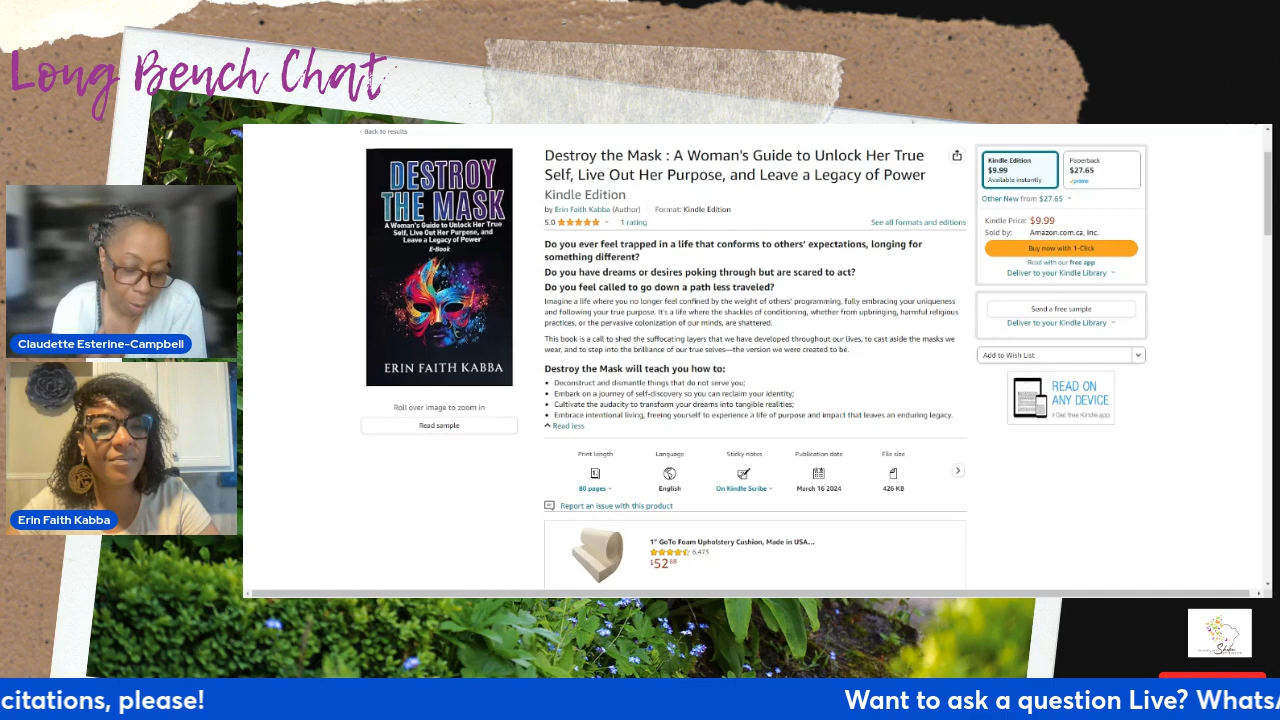 Long Bench Chat
‹ Back to results
DESTROY
THE MASK
A Woman's Guide to Unlock Her True
Self, Live Out Her Purpose, and
Leave a Legacy of Power
E-Book
ERIN FAITH KABBA
Roll over image to zoom in
Read sample
Destroy the Mask : A Woman's Guide to Unlock Her True
Self, Live Out Her Purpose, and Leave a Legacy of Power
Kindle Edition
by Erin Faith Kabba (Author) Format: Kindle Edition
5.0 1 rating See all formats and editions
Do you ever feel trapped in a life that conforms to others' expectations, longing for
something different?
Do you have dreams or desires poking through but are scared to act?
Do you feel called to go down a path less traveled?
Imagine a life where you no longer feel confined by the weight of others' programming, fully embracing your uniqueness
and following your true purpose. It's a life where the shackles of conditioning, whether from upbringing, harmful religious
practices, or the pervasive colonization of our minds, are shattered.
This book is a call to shed the suffocating layers that we have developed throughout our lives, to cast aside the masks we
wear, and to step into the brilliance of our true selves—the version we were created to be.
Destroy the Mask will teach you how to:
• Deconstruct and dismantle things that do not serve you;
• Embark on a journey of self-discovery so you can reclaim your identity;
• Cultivate the audacity to transform your dreams into tangible realities;
• Embrace intentional living, freeing yourself to experience a life of purpose and impact that leaves an enduring legacy.
Read less
Print length Language Sticky notes Publication date File size
80 pages English On Kindle Scribe March 16 2024 426 KB
Report an issue with this product
1" GoTo Foam Upholstery Cushion, Made in USA...
6,473
$52 88
Kindle Edition
$9.99
Available instantly
Paperback
$27.65
prime
Other New from $27.65
Kindle Price: $9.99
Sold by: Amazon.com.ca, Inc.
Buy now with 1-Click
Read with our free app
Deliver to your Kindle Library
Send a free sample
Deliver to your Kindle Library
Add to Wish List
READ ON
ANY DEVICE
› Get free Kindle app
Claudette Esterine-Campbell
Erin Faith Kabba
citations, please! Want to ask a question Live? Whats